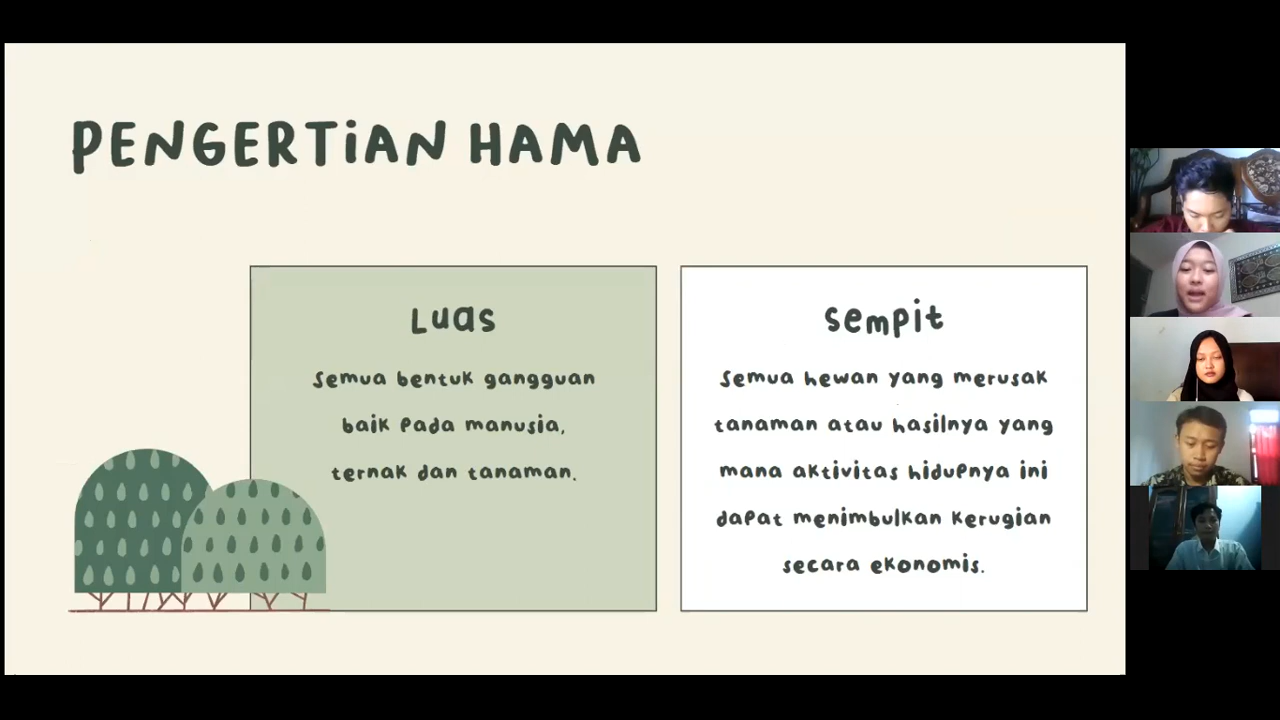 PENGERTiAN HAMA
Luas
Semua bentuk gangguan
baik pada manusia,
ternak dan tanaman.
Sempit
Semua hewan yang merusak
tanaman atau hasilnya yang
mana aktivitas hidupnya ini
dapat menimbulkan kerugian
secara ekonomis.